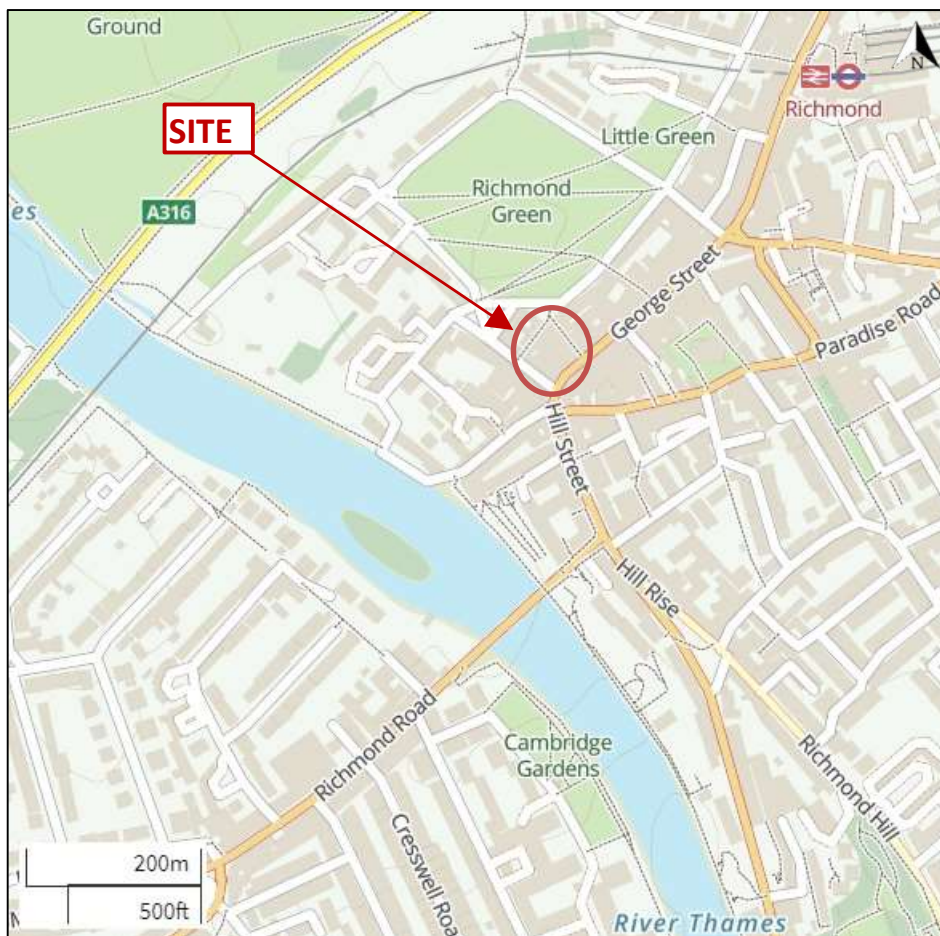 Ground
N
SITE
Richmond
Little Green
Richmond
Green
es
A316
George Street
Paradise Road
Hill Street
Hill Rise
Richmond Road
Cambridge
Gardens
Richmond Hill
Cresswell Roa
200m
500ft
M
River Thames